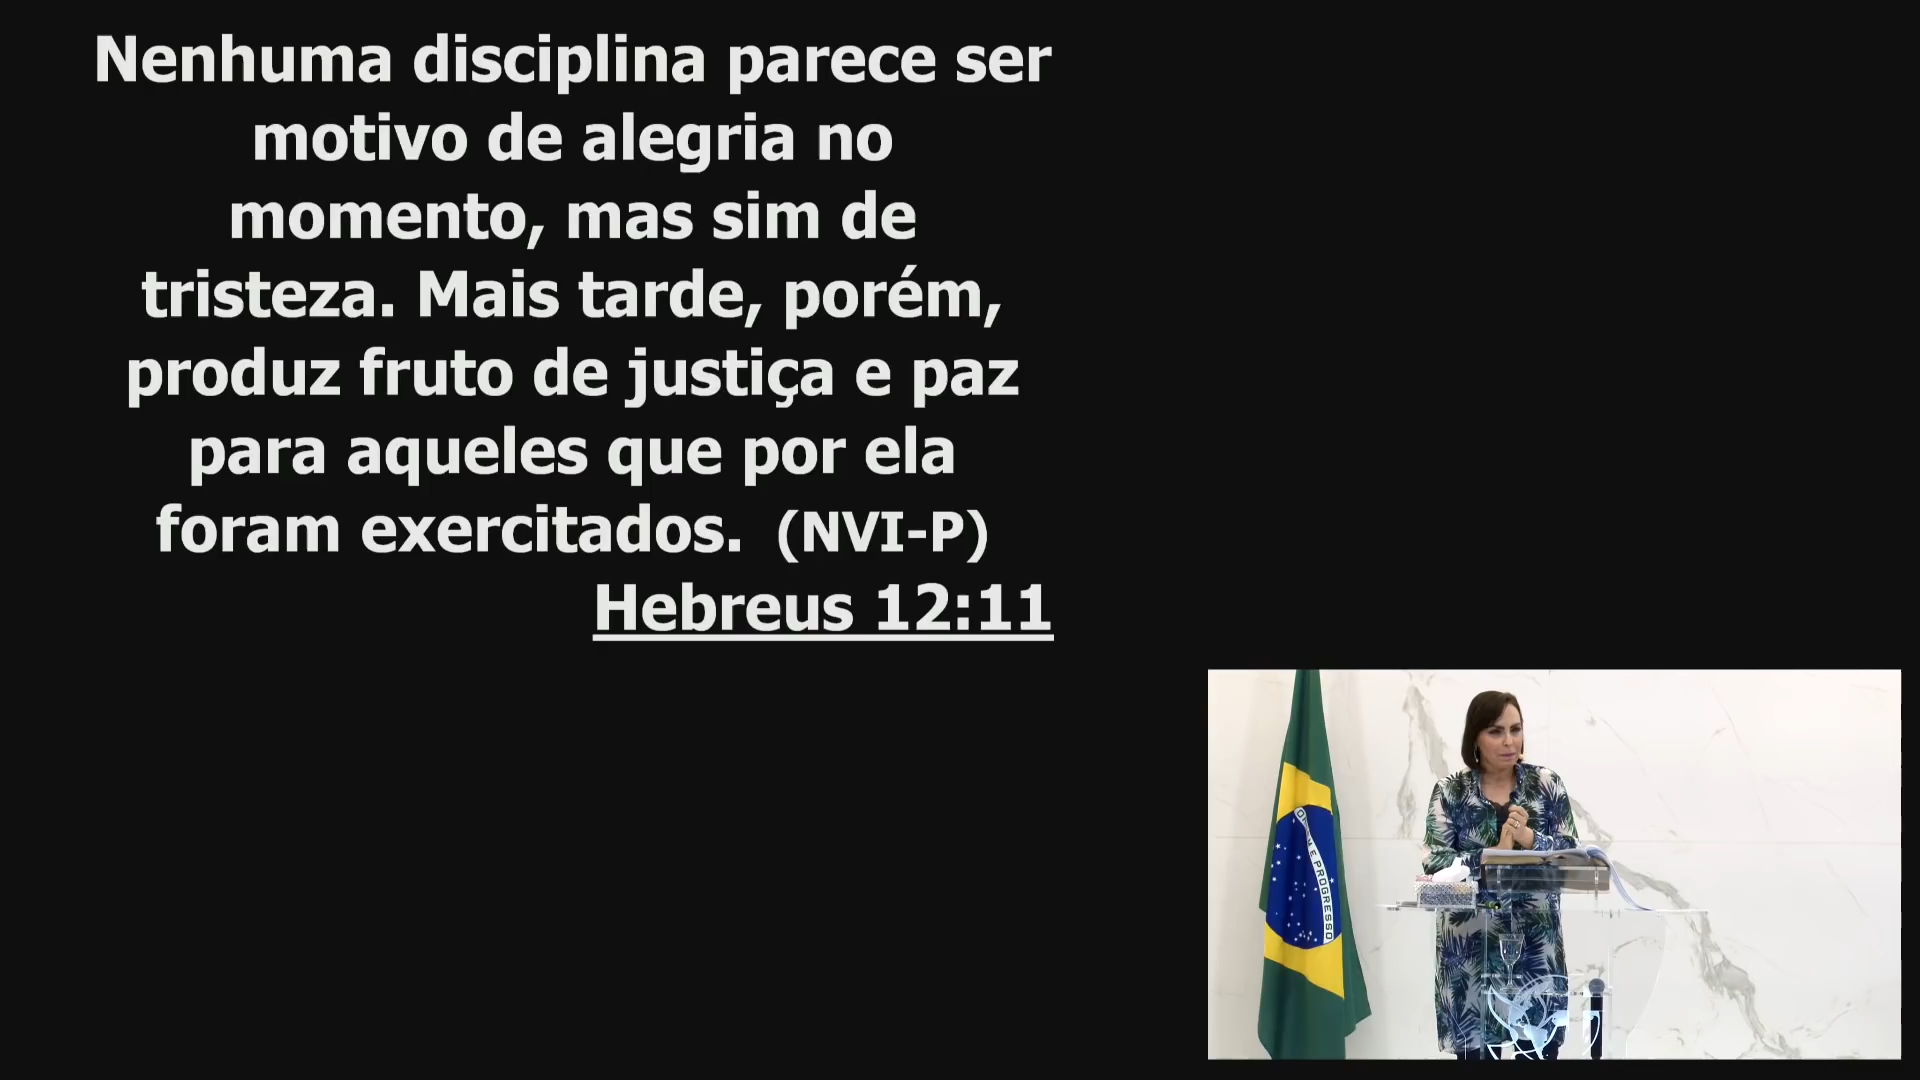 Nenhuma disciplina parece ser
motivo de alegria no
momento, mas sim de
tristeza. Mais tarde, porém,
produz fruto de justiça e paz
para aqueles que por ela
foram exercitados. (NVI-P)
Hebreus 12:11
E PROGRESSO